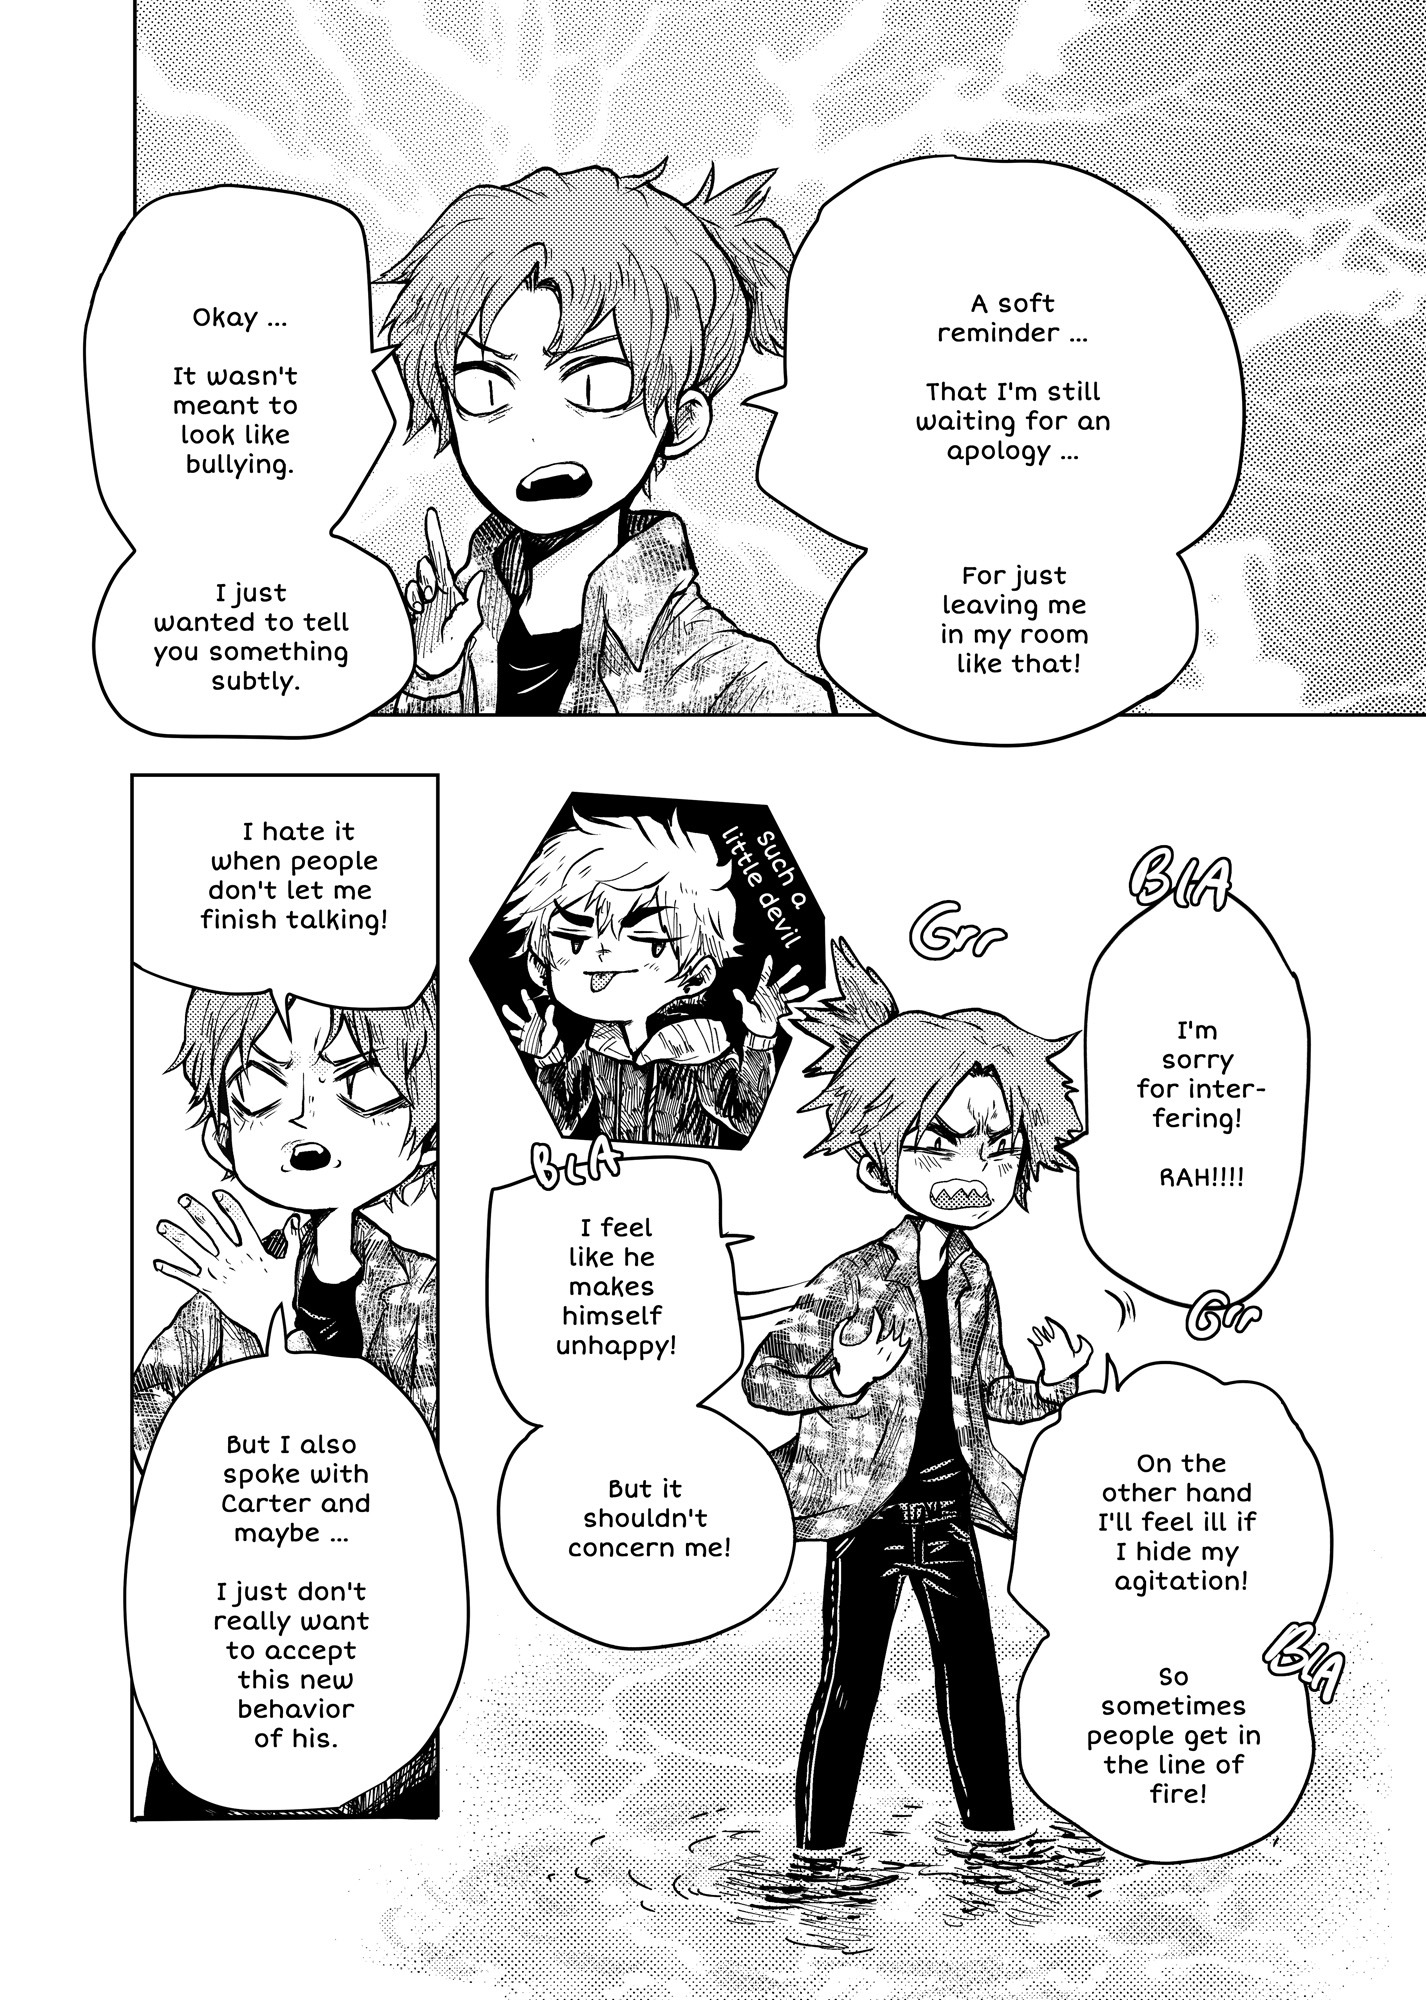 Okay ...
It wasn't
meant to
look like
bullying.
I just
wanted to tell
you something
subtly.
A soft
reminder ...
That I'm still
waiting for an
apology ...
For just
leaving me
in my room
like that!
I hate it
when people
don't let me
finish talking!
But I also
spoke with
Carter and
maybe ...
I just don't
really want
to accept
this new
behavior
of his.
such a
little devil
BLA
I feel
like he
makes
himself
unhappy!
But it
shouldn't
concern me!
Grr
BLA
I'm
sorry
for inter-
fering!
RAH!!!!
Grr
On the
other hand
I'll feel ill if
I hide my
agitation!
BLA
So
sometimes
people get in
the line of
fire!